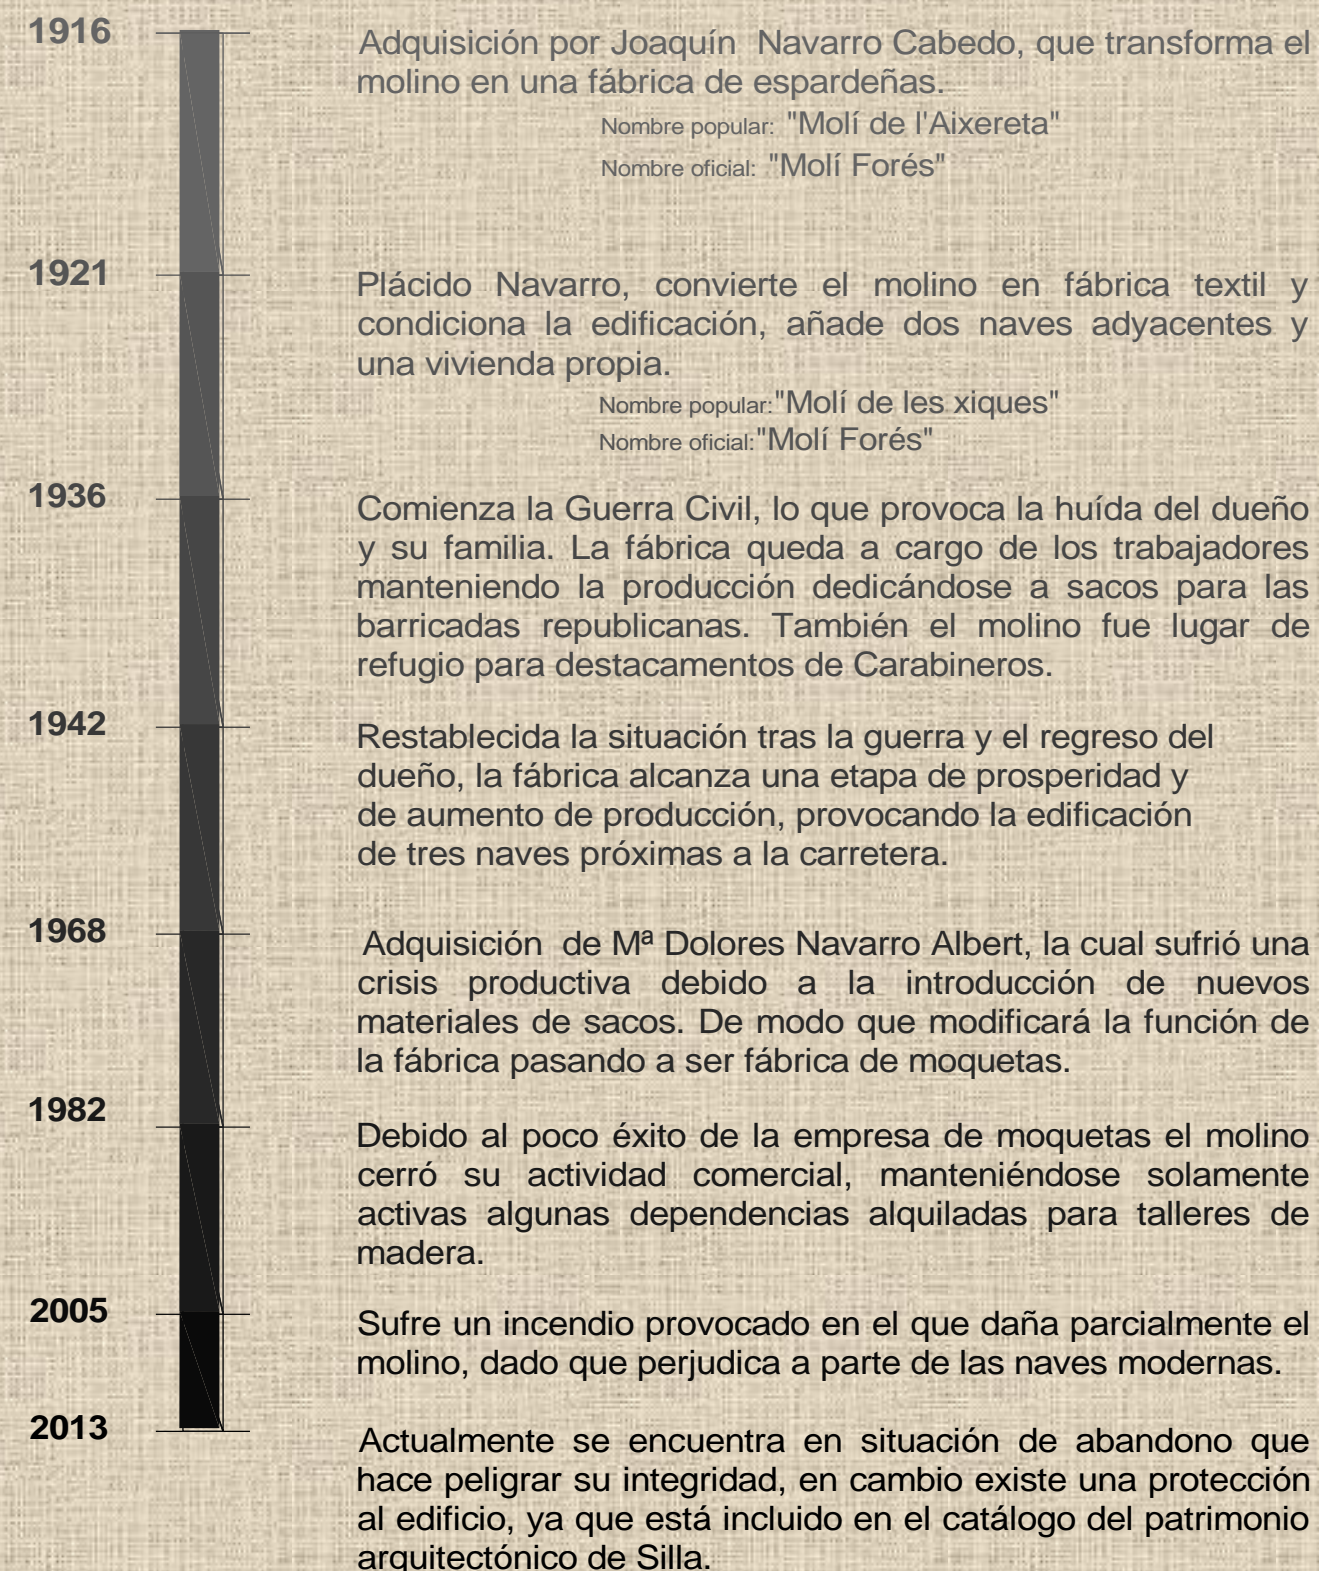 1916
Adquisición por Joaquín Navarro Cabedo, que transforma el
molino en una fábrica de espardeñas.
Nombre popular: "Molí de l'Aixereta"
Nombre oficial: "Molí Forés"
1921
Plácido Navarro, convierte el molino en fábrica textil y
condiciona la edificación, añade dos naves adyacentes y
una vivienda propia.
Nombre popular:"Molí de les xiques"
Nombre oficial:"Molí Forés"
1936
Comienza la Guerra Civil, lo que provoca la huída del dueño
y su familia. La fábrica queda a cargo de los trabajadores
manteniendo la producción dedicándose a sacos para las
barricadas republicanas. También el molino fue lugar de
refugio para destacamentos de Carabineros.
1942
Restablecida la situación tras la guerra y el regreso del
dueño, la fábrica alcanza una etapa de prosperidad y
de aumento de producción, provocando la edificación
de tres naves próximas a la carretera.
1968
Adquisición de Mª Dolores Navarro Albert, la cual sufrió una
crisis productiva debido a la introducción de nuevos
materiales de sacos. De modo que modificará la función de
la fábrica pasando a ser fábrica de moquetas.
1982
Debido al poco éxito de la empresa de moquetas el molino
cerró su actividad comercial, manteniéndose solamente
activas algunas dependencias alquiladas para talleres de
madera.
2005
Sufre un incendio provocado en el que daña parcialmente el
molino, dado que perjudica a parte de las naves modernas.
2013
Actualmente se encuentra en situación de abandono que
hace peligrar su integridad, en cambio existe una protección
al edificio, ya que está incluido en el catálogo del patrimonio
arquitectónico de Silla.